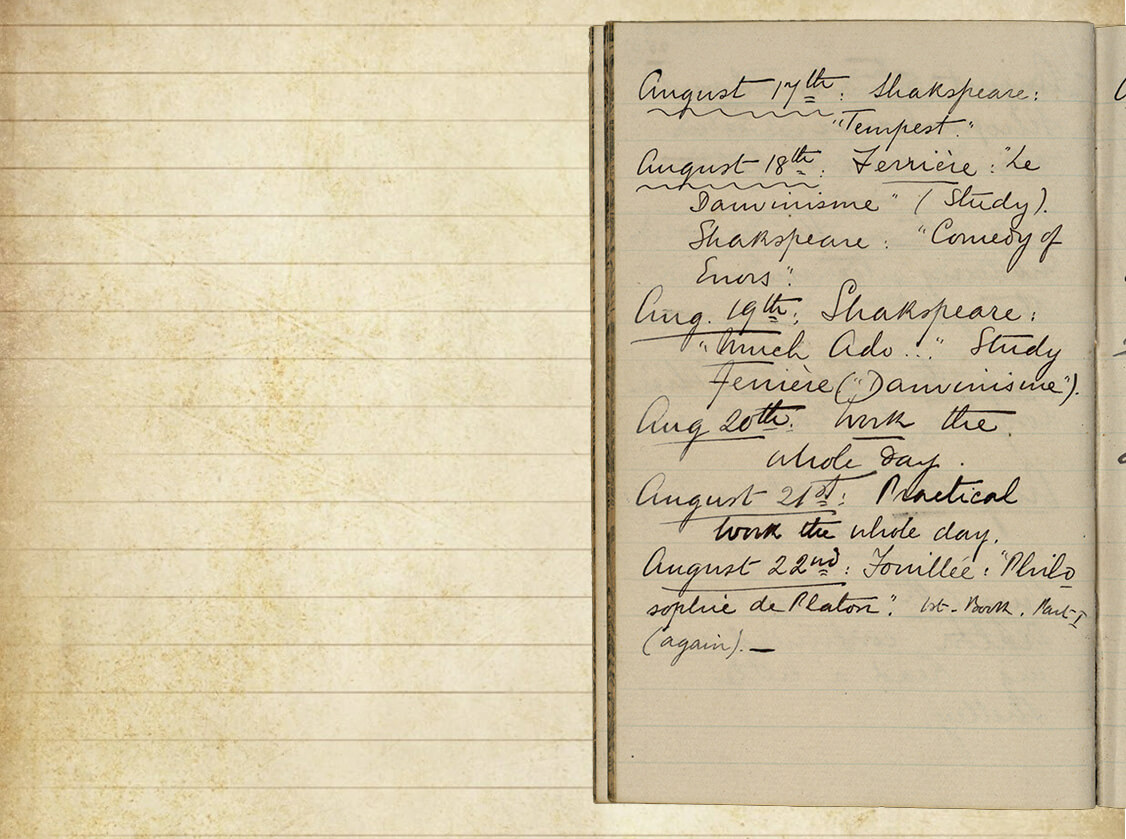 August 17th: Shakspeare:
"Tempest."
August 18th: Ferrière: "Le
Darwinisme" (Study).
Shakspeare: "Comedy of
Errors".
Aug. 19th: Shakspeare:
"Much Ado..." Study
Ferrière ("Darwinisme").
Aug 20th: Work the
whole day.
August 21st: Practical
work the whole day.
August 22nd: Fouillée: "Philo
sophie de Platon". 1st Book. Part I
(again). —